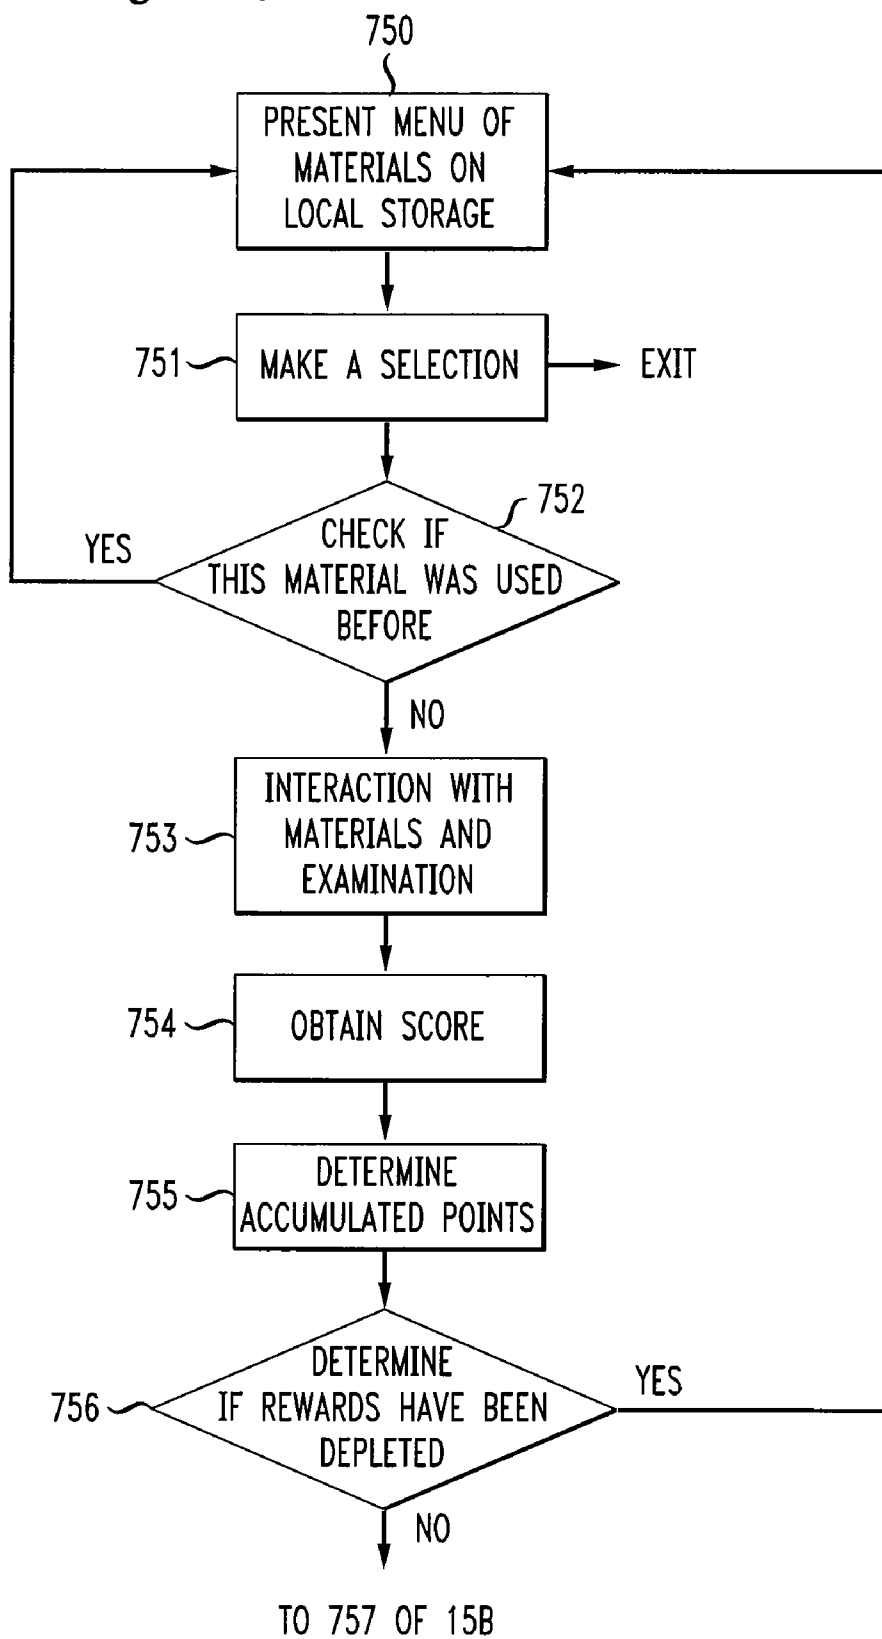 750
PRESENT MENU OF
MATERIALS ON
LOCAL STORAGE
751
MAKE A SELECTION
EXIT
752
CHECK IF
THIS MATERIAL WAS USED
BEFORE
YES
NO
753
INTERACTION WITH
MATERIALS AND
EXAMINATION
754
OBTAIN SCORE
755
DETERMINE
ACCUMULATED POINTS
756
DETERMINE
IF REWARDS HAVE BEEN
DEPLETED
YES
NO
TO 757 OF 15B